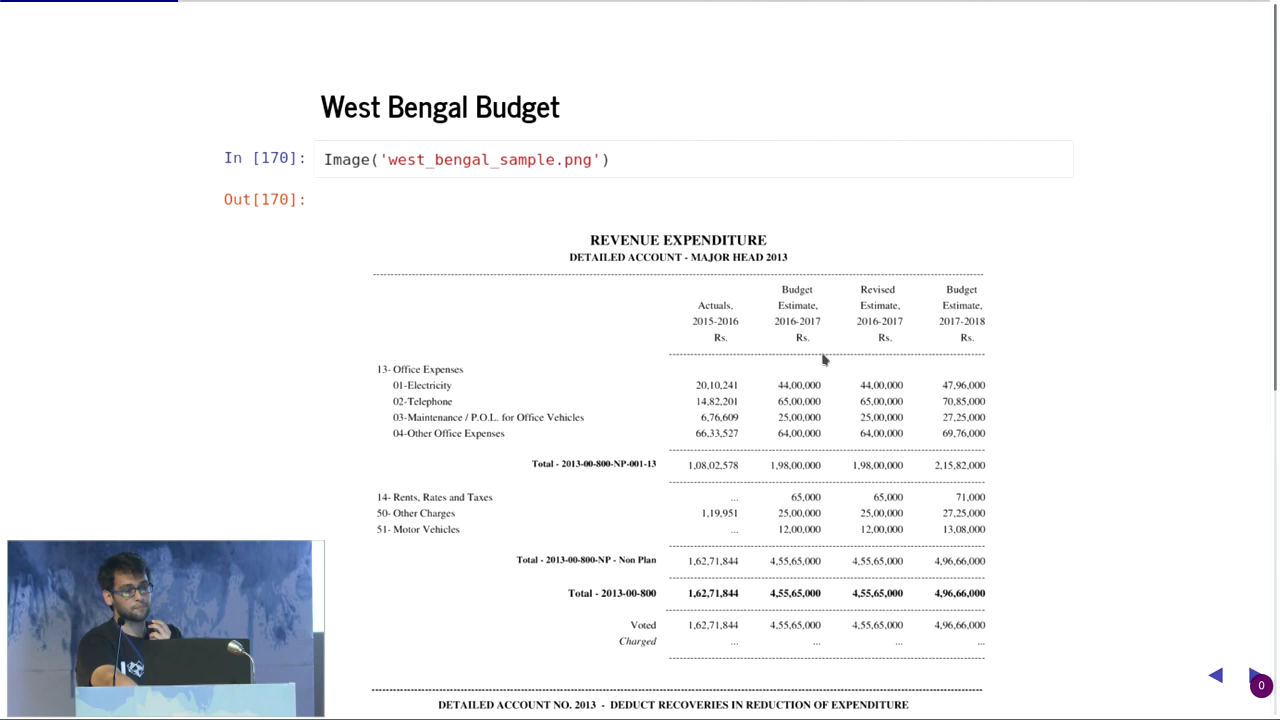 West Bengal Budget
In [170]: Image('west_bengal_sample.png')
Out[170]:
REVENUE EXPENDITURE
DETAILED ACCOUNT - MAJOR HEAD 2013
Budget Revised Budget
Actuals, Estimate, Estimate, Estimate,
2015-2016 2016-2017 2016-2017 2017-2018
Rs. Rs. Rs. Rs.
13- Office Expenses
01-Electricity 20,10,241 44,00,000 44,00,000 47,96,000
02-Telephone 14,82,201 65,00,000 65,00,000 70,85,000
03-Maintenance / P.O.L. for Office Vehicles 6,76,609 25,00,000 25,00,000 27,25,000
04-Other Office Expenses 66,33,527 64,00,000 64,00,000 69,76,000
Total - 2013-00-800-NP-001-13 1,08,02,578 1,98,00,000 1,98,00,000 2,15,82,000
14- Rents, Rates and Taxes ... 65,000 65,000 71,000
50- Other Charges 1,19,951 25,00,000 25,00,000 27,25,000
51- Motor Vehicles ... 12,00,000 12,00,000 13,08,000
Total - 2013-00-800-NP - Non Plan 1,62,71,844 4,55,65,000 4,55,65,000 4,96,66,000
Total - 2013-00-800 1,62,71,844 4,55,65,000 4,55,65,000 4,96,66,000
Voted 1,62,71,844 4,55,65,000 4,55,65,000 4,96,66,000
Charged ... ... ... ...
DETAILED ACCOUNT NO. 2013 - DEDUCT RECOVERIES IN REDUCTION OF EXPENDITURE
0